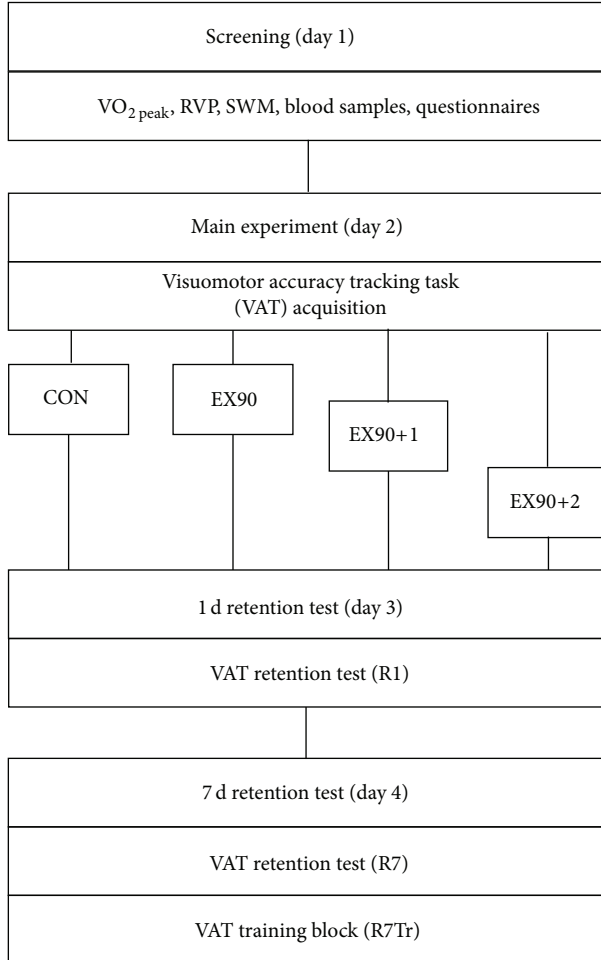 Screening (day 1)
VO2 peak, RVP, SWM, blood samples, questionnaires
Main experiment (day 2)
Visuomotor accuracy tracking task
(VAT) acquisition
CON
EX90
EX90+1
EX90+2
1 d retention test (day 3)
VAT retention test (R1)
7 d retention test (day 4)
VAT retention test (R7)
VAT training block (R7Tr)